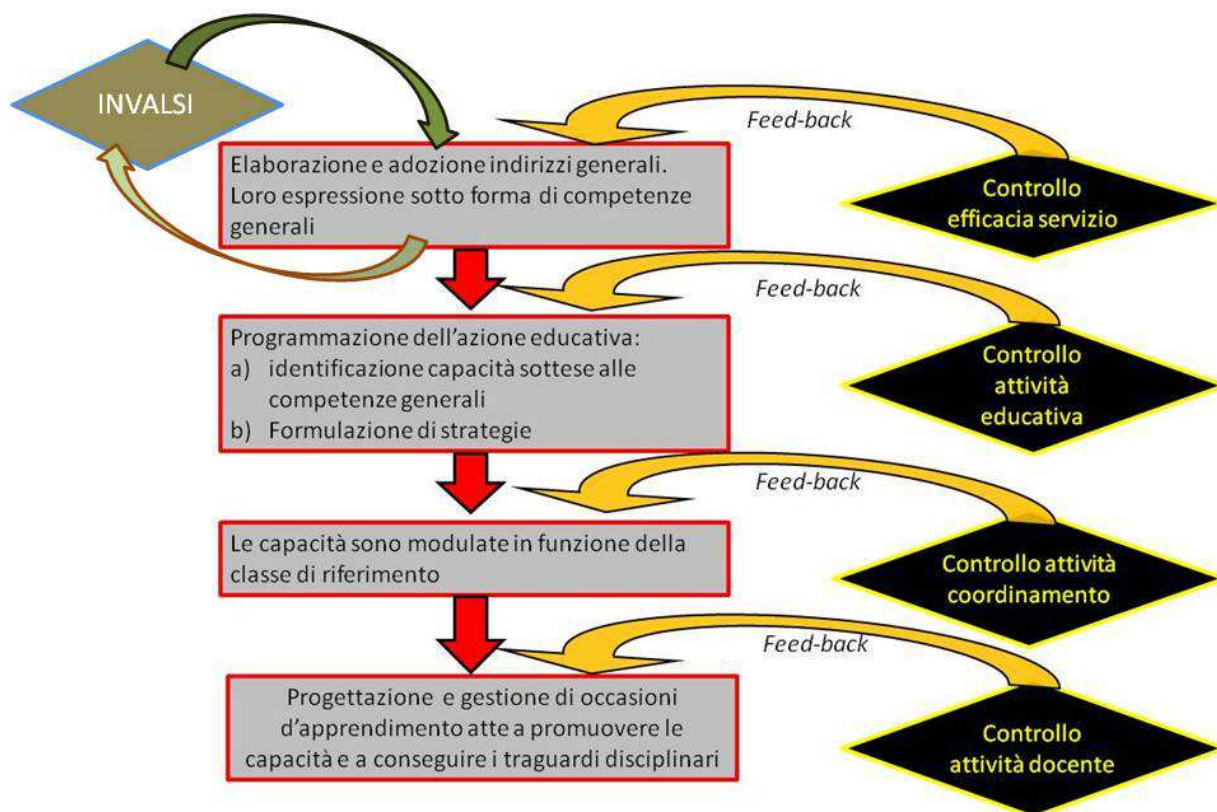 INVALSI
Feed-back
Elaborazione e adozione indirizzi generali.
Loro espressione sotto forma di competenze
generali
Controllo
efficacia servizio
Feed-back
Programmazione dell'azione educativa:
a) identificazione capacità sottese alle
competenze generali
b) Formulazione di strategie
Controllo
attività
educativa
Feed-back
Le capacità sono modulate in funzione della
classe di riferimento
Controllo attività
coordinamento
Feed-back
Progettazione e gestione di occasioni
d'apprendimento atte a promuovere le
capacità e a conseguire i traguardi disciplinari
Controllo
attività docente